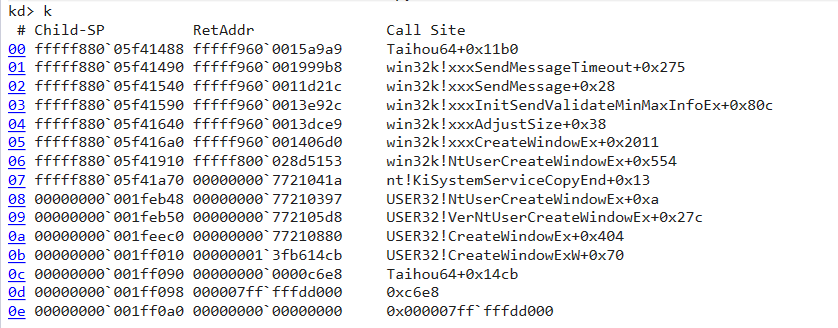 kd> k
# Child-SP RetAddr Call Site
00 fffff880`05f41488 fffff960`0015a9a9 Taihou64+0x11b0
01 fffff880`05f41490 fffff960`001999b8 win32k!xxxSendMessageTimeout+0x275
02 fffff880`05f41540 fffff960`0011d21c win32k!xxxSendMessage+0x28
03 fffff880`05f41590 fffff960`0013e92c win32k!xxxInitSendValidateMinMaxInfoEx+0x80c
04 fffff880`05f41640 fffff960`0013dce9 win32k!xxxAdjustSize+0x38
05 fffff880`05f416a0 fffff960`001406d0 win32k!xxxCreateWindowEx+0x2011
06 fffff880`05f41910 fffff800`028d5153 win32k!NtUserCreateWindowEx+0x554
07 fffff880`05f41a70 00000000`7721041a nt!KiSystemServiceCopyEnd+0x13
08 00000000`001feb48 00000000`77210397 USER32!NtUserCreateWindowEx+0xa
09 00000000`001feb50 00000000`772105d8 USER32!VerNtUserCreateWindowEx+0x27c
0a 00000000`001feec0 00000000`77210880 USER32!CreateWindowEx+0x404
0b 00000000`001ff010 00000001`3fb614cb USER32!CreateWindowExW+0x70
0c 00000000`001ff090 00000000`0000c6e8 Taihou64+0x14cb
0d 00000000`001ff098 000007ff`fffdd000 0xc6e8
0e 00000000`001ff0a0 00000000`00000000 0x000007ff`fffdd000